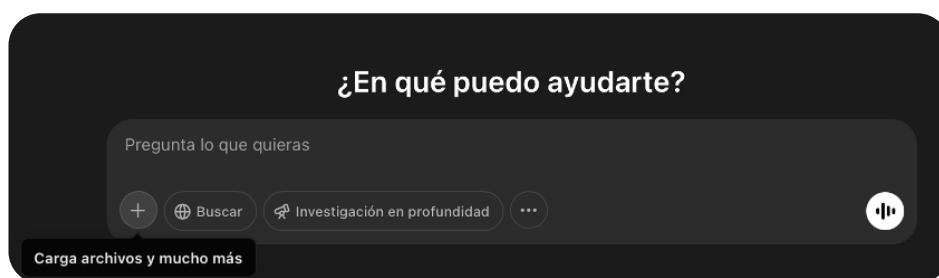 ¿En qué puedo ayudarte?
Pregunta lo que quieras
Buscar Investigación en profundidad
Carga archivos y mucho más